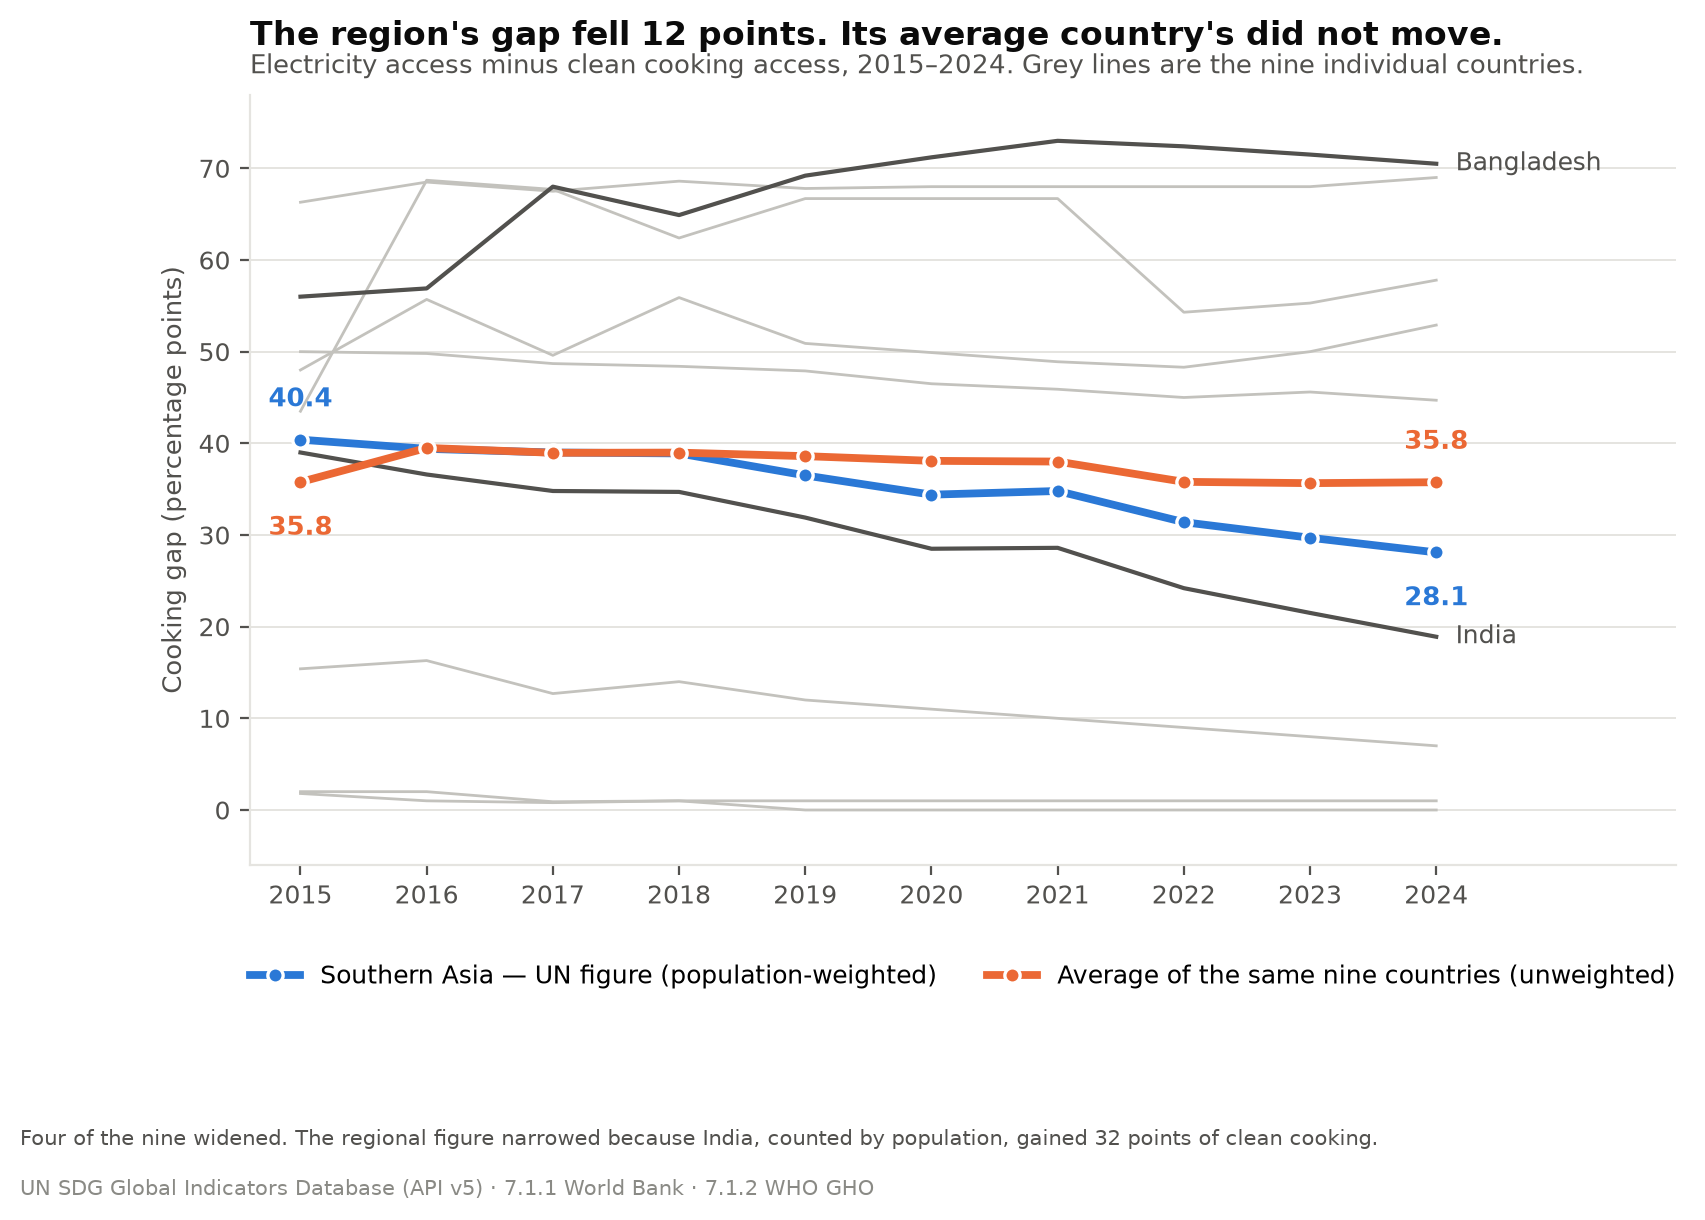 The region's gap fell 12 points. Its average country's did not move.
Electricity access minus clean cooking access, 2015–2024. Grey lines are the nine individual countries.
Cooking gap (percentage points)
70
60
50
40
30
20
10
0
Bangladesh
40.4
35.8
35.8
28.1
India
2015 2016 2017 2018 2019 2020 2021 2022 2023 2024
Southern Asia — UN figure (population-weighted) Average of the same nine countries (unweighted)
Four of the nine widened. The regional figure narrowed because India, counted by population, gained 32 points of clean cooking.
UN SDG Global Indicators Database (API v5) · 7.1.1 World Bank · 7.1.2 WHO GHO